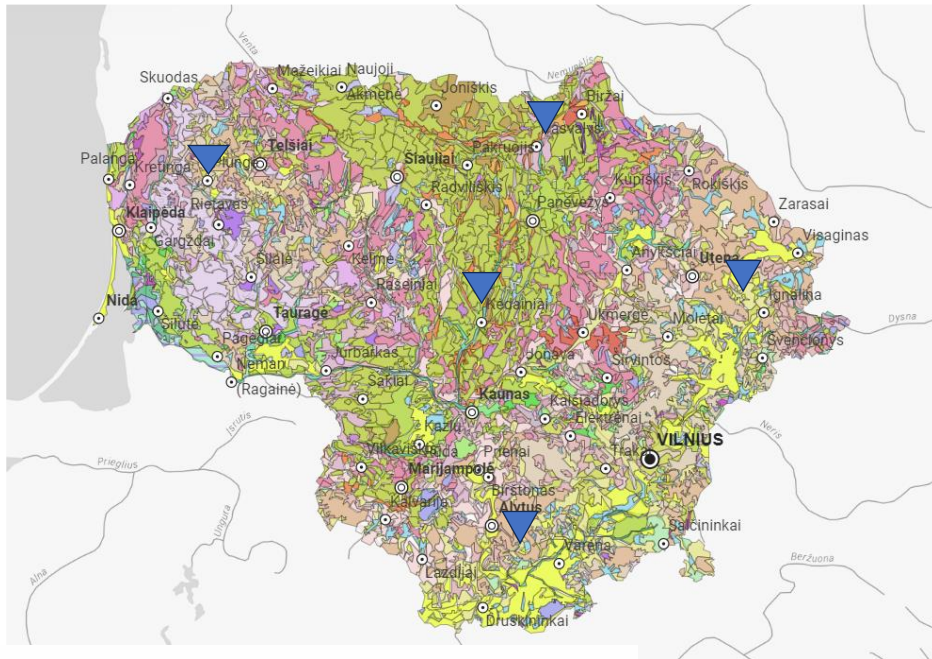 Venta
Nemunėlis
Skuodas
Mažeikiai
Naujoji
Akmenė
Joniškis
Biržai
Pasvalys
Telšiai
Plungė
Palanga
Kretinga
Šiauliai
Pakruojis
Radviliškis
Kupiškis
Rokiškis
Panevėžys
Zarasai
Rietavas
Klaipėda
Gargždai
Visaginas
Anykščiai
Utena
Kelmė
Šilalė
Raseiniai
Kėdainiai
Ignalina
Nida
Šilutė
Tauragė
Ukmergė
Molėtai
Dysna
Švenčionys
Pagėgiai
Neman
(Ragainė)
Jurbarkas
Jonava
Širvintos
Šakiai
Kaunas
Kaišiadorys
Elektrėnai
Įsrutis
Kazlų
Rūda
VILNIUS
Neris
Vilkaviškis
Prienai
Trakai
Prieglius
Marijampolė
Birštonas
Kalvarija
Alytus
Ungura
Šalčininkai
Varėna
Beržuona
Lazdijai
Alna
Druskininkai